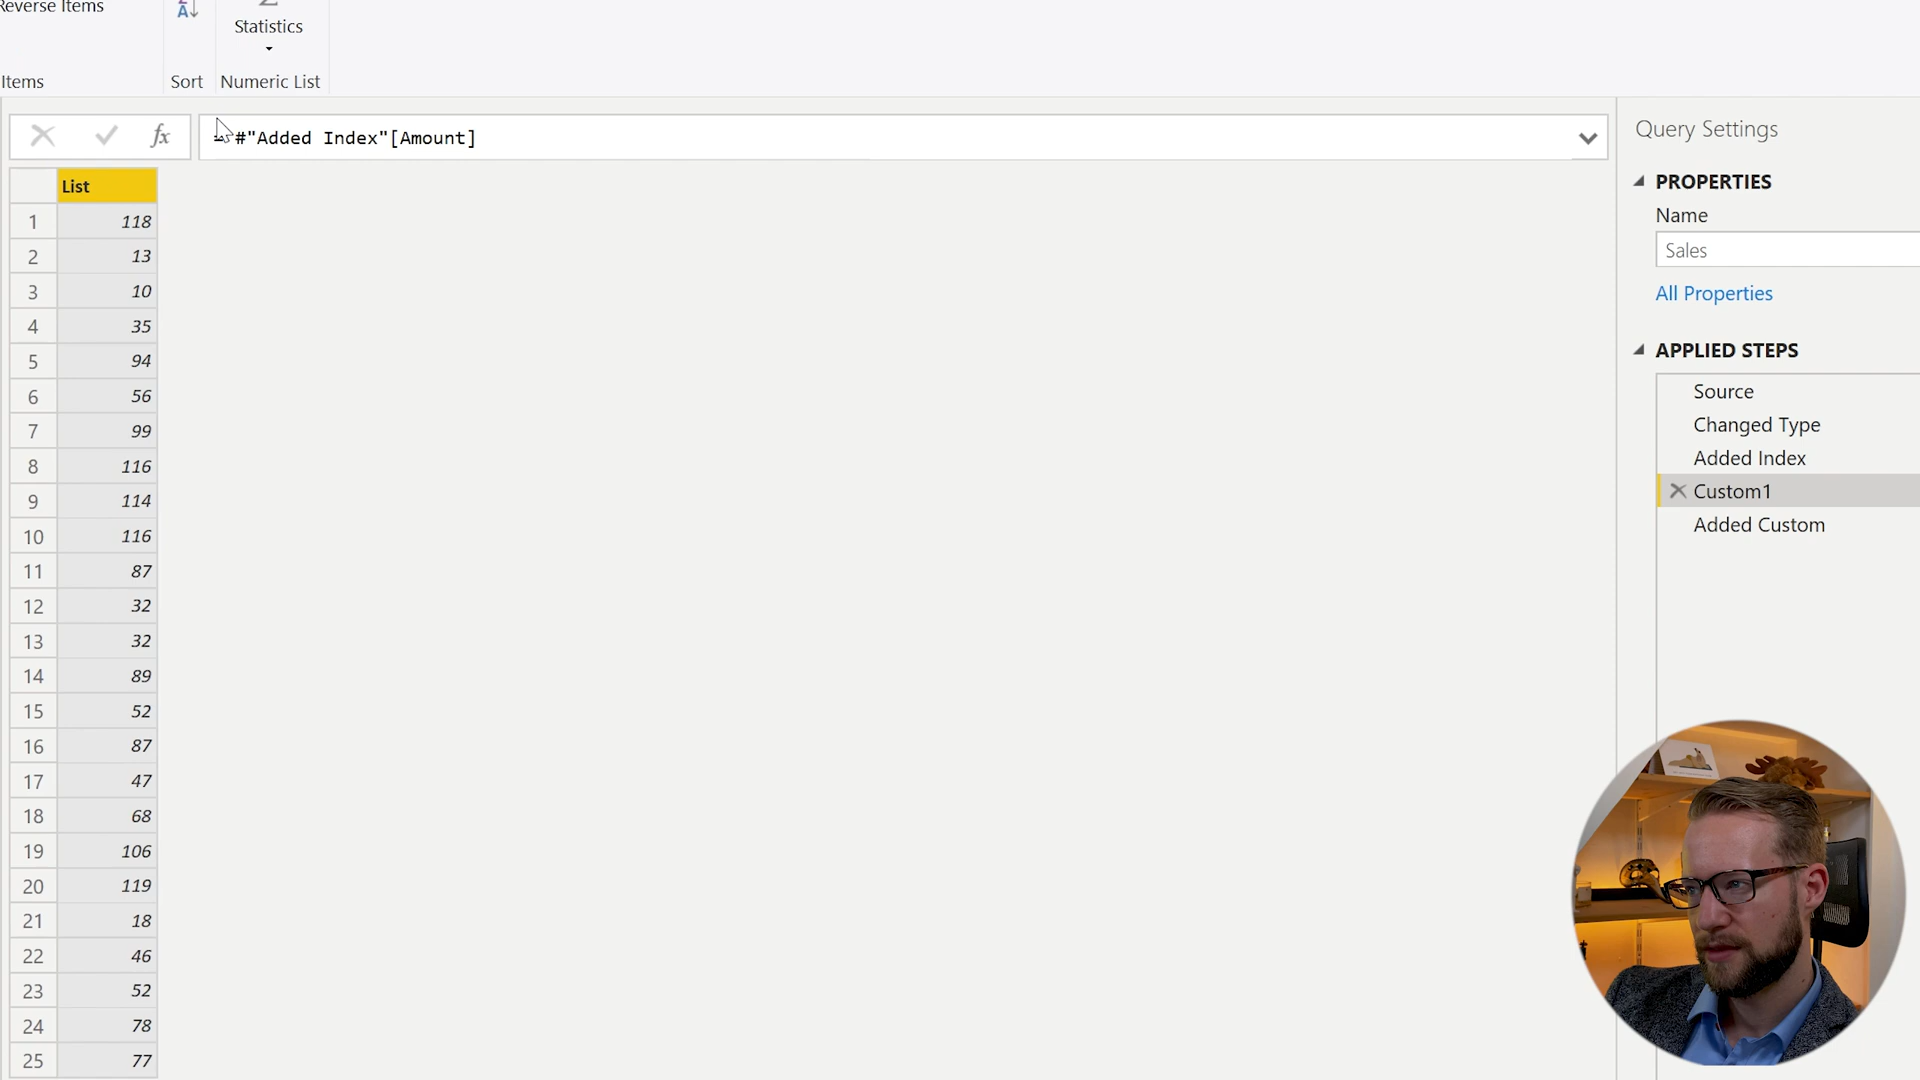 Reverse Items
Statistics
Items
Sort
Numeric List
fx
= #"Added Index"[Amount]
List
1 118
2 13
3 10
4 35
5 94
6 56
7 99
8 116
9 114
10 116
11 87
12 32
13 32
14 89
15 52
16 87
17 47
18 68
19 106
20 119
21 18
22 46
23 52
24 78
25 77
Query Settings
PROPERTIES
Name
Sales
All Properties
APPLIED STEPS
Source
Changed Type
Added Index
Custom1
Added Custom